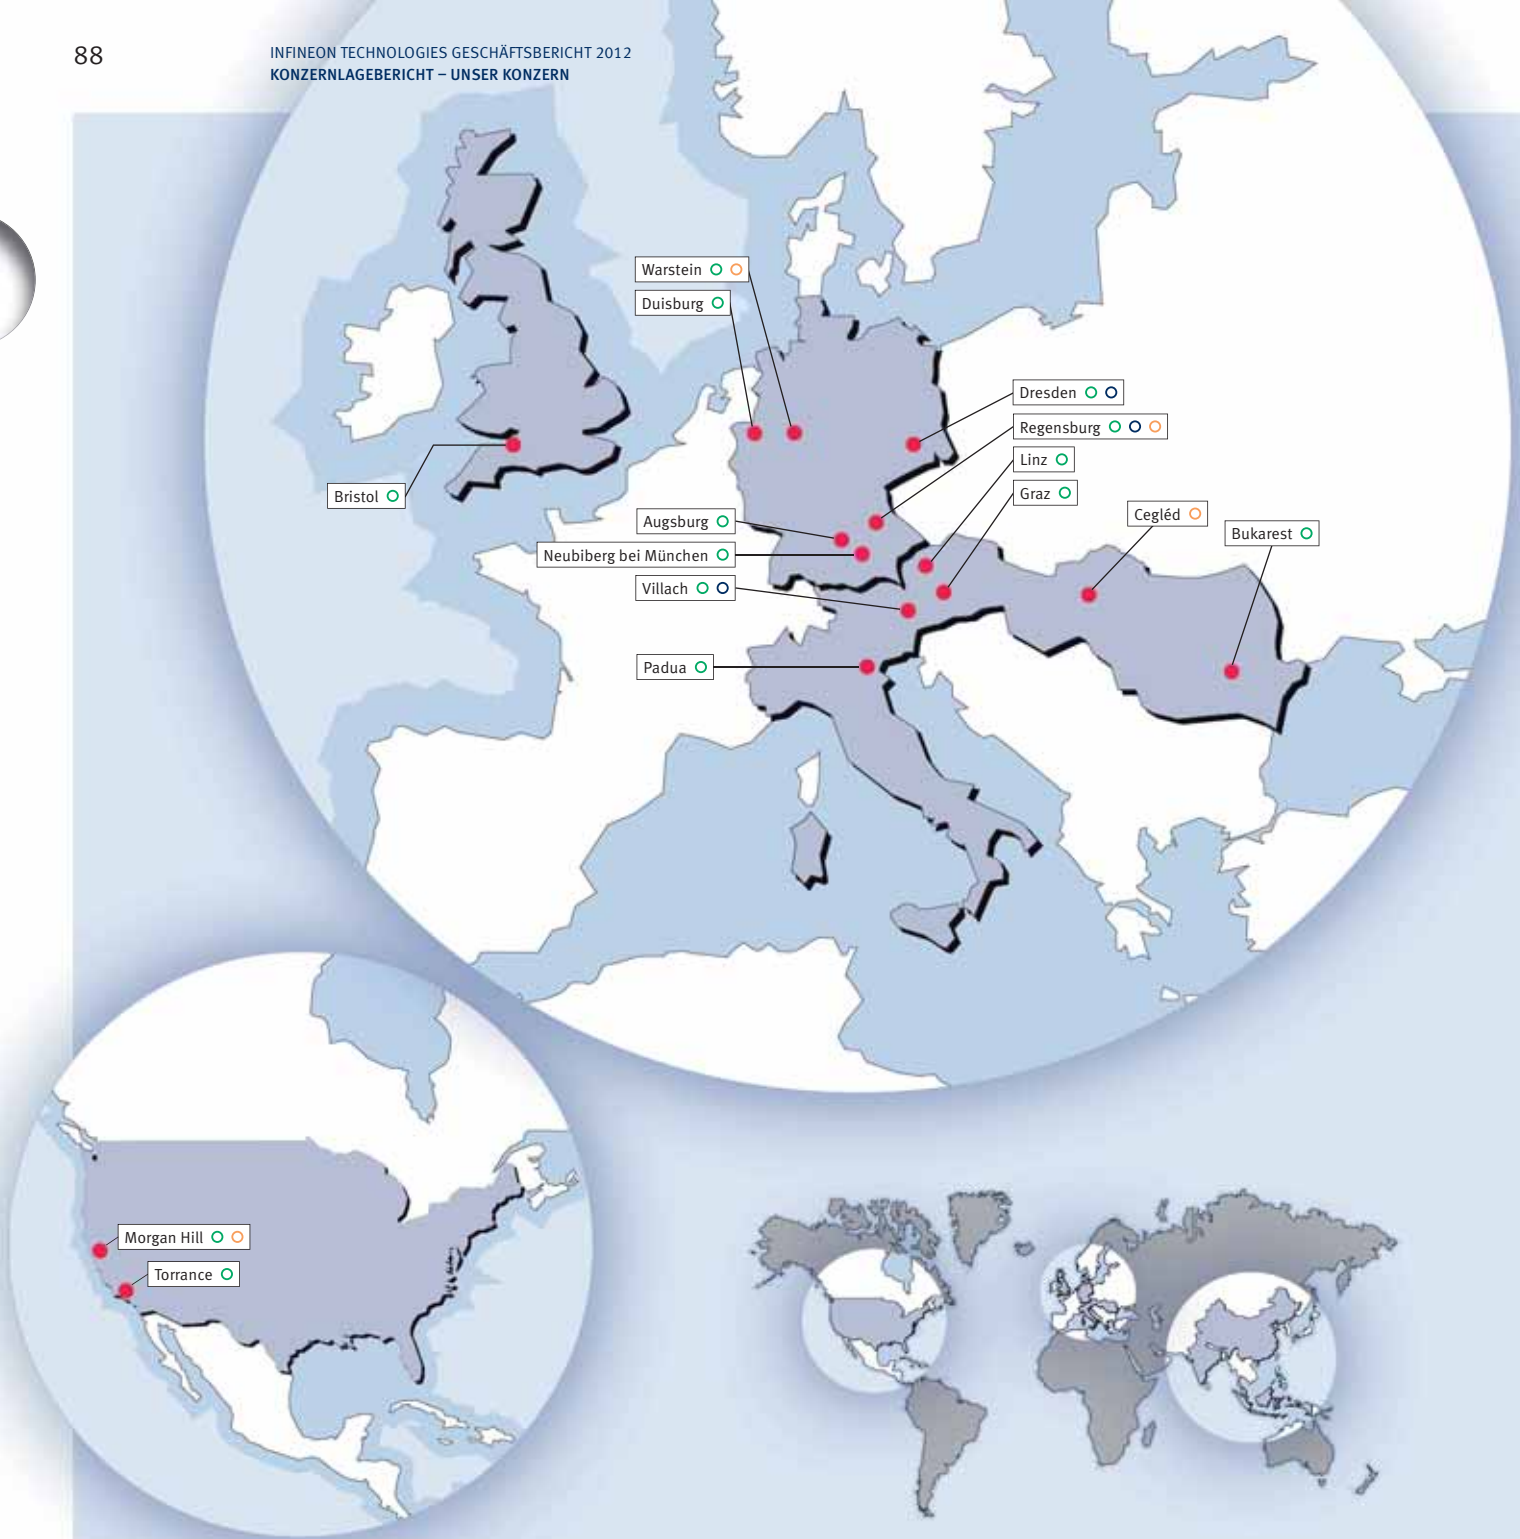 88
INFINEON TECHNOLOGIES GESCHÄFTSBERICHT 2012
KONZERNLAGEBERICHT – UNSER KONZERN
Warstein
Duisburg
Dresden
Regensburg
Linz
Graz
Bristol
Cegléd
Augsburg
Bukarest
Neubiberg bei München
Villach
Padua
Morgan Hill
Torrance